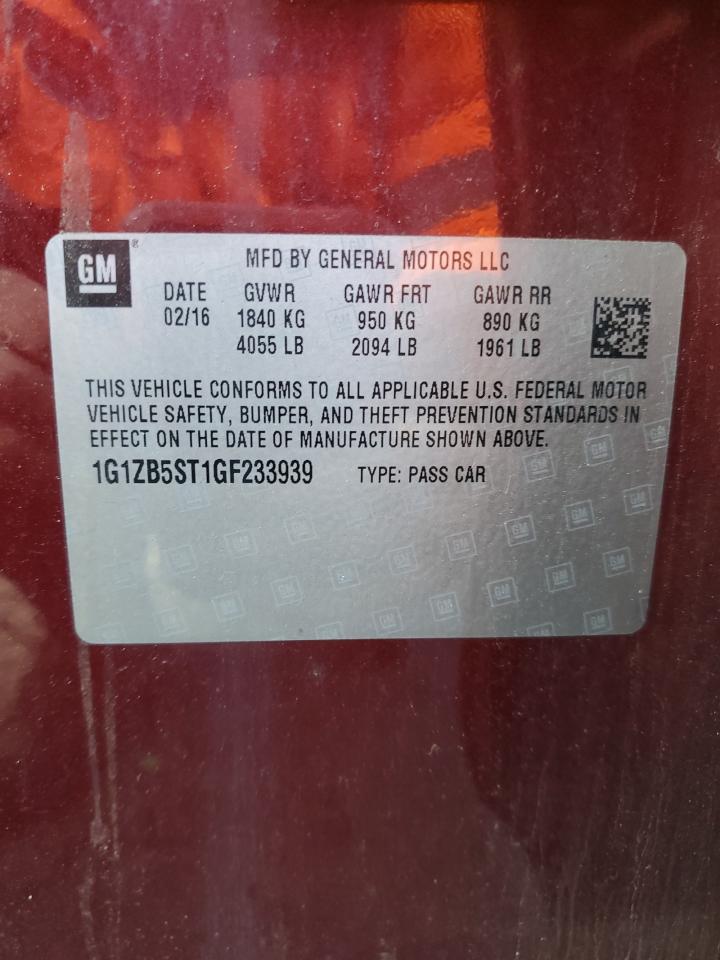 GM
MFD BY GENERAL MOTORS LLC
DATE GVWR GAWR FRT GAWR RR
02/16 1840 KG 950 KG 890 KG
4055 LB 2094 LB 1961 LB
THIS VEHICLE CONFORMS TO ALL APPLICABLE U.S. FEDERAL MOTOR
VEHICLE SAFETY, BUMPER, AND THEFT PREVENTION STANDARDS IN
EFFECT ON THE DATE OF MANUFACTURE SHOWN ABOVE.
1G1ZB5ST1GF233939 TYPE: PASS CAR